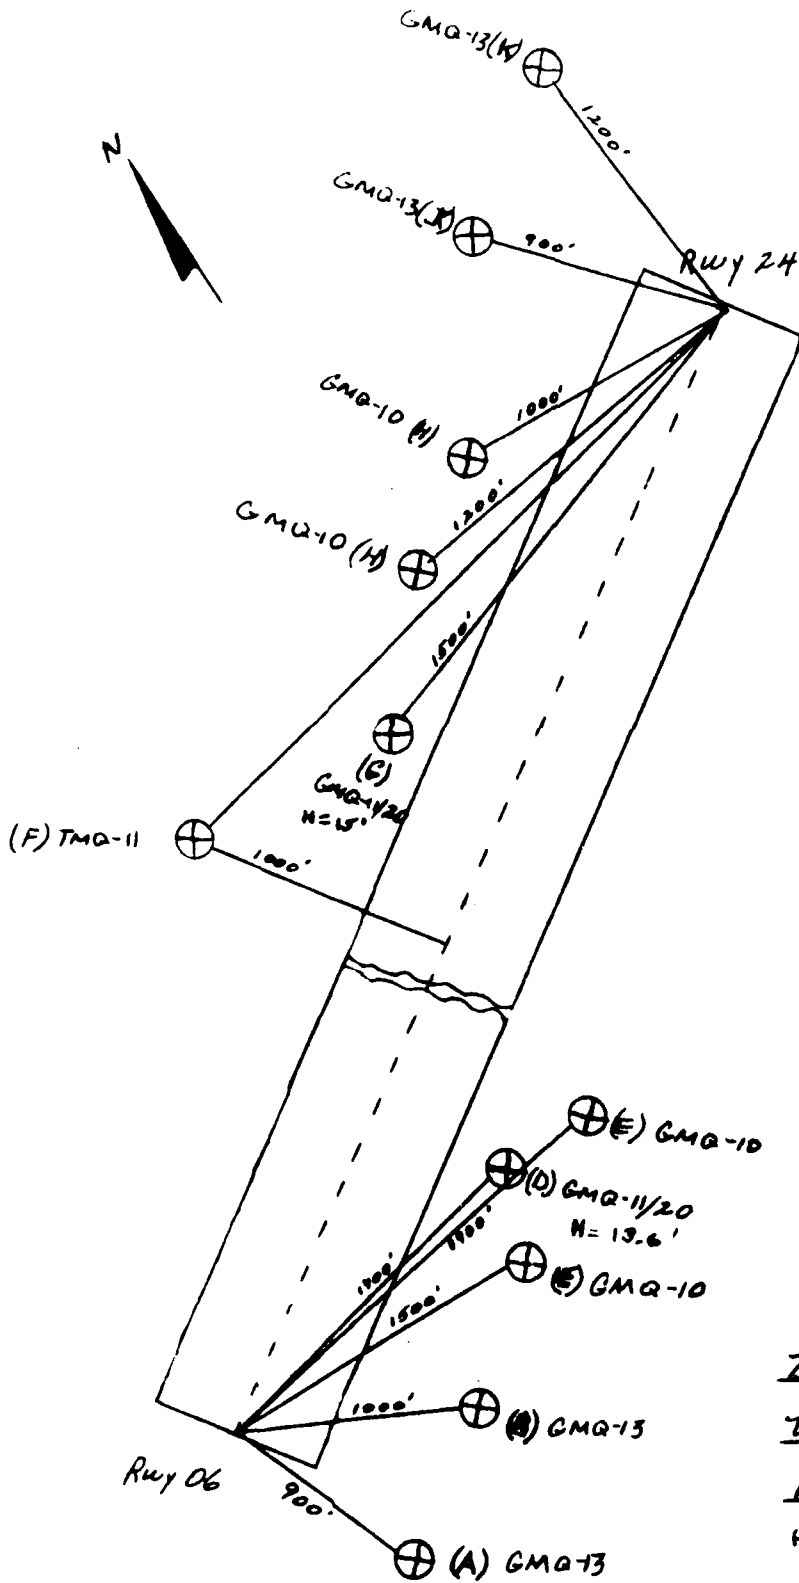 GMQ-13(K)
1200'
N
GMQ-13(J)
900'
Rwy 24
GMQ-10 (H)
1000'
1200'
GMQ-10 (H)
1500'
(G)
GMQ-11/20
H=15'
(F) TMQ-11
1000'
(E) GMQ-10
(D) GMQ-11/20
H= 13.6'
1900'
1700'
(E) GMQ-10
1500'
1000'
GMQ-13
Rwy 06
900'
(A) GMQ-13